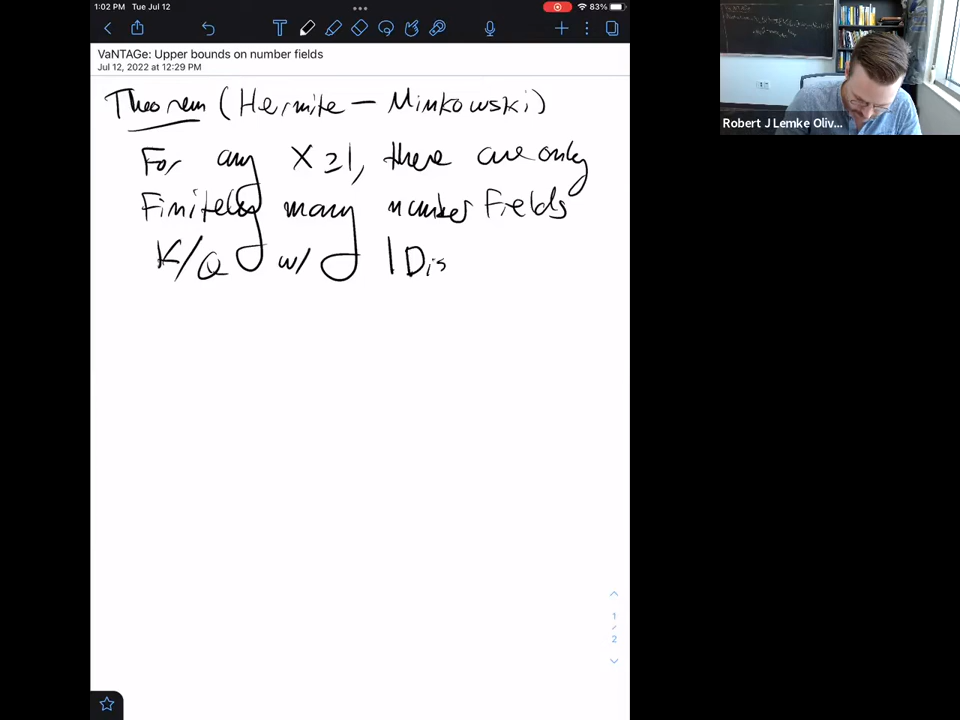 1:02 PM Tue Jul 12
83%
VaNTAGe: Upper bounds on number fields
Jul 12, 2022 at 12:29 PM
Robert J Lemke Oliv...
Theorem (Hermite – Minkowski)
For any X ≥ 1, there are only
Finitely many number Fields
K/Q w/ |Dis
1
/
2